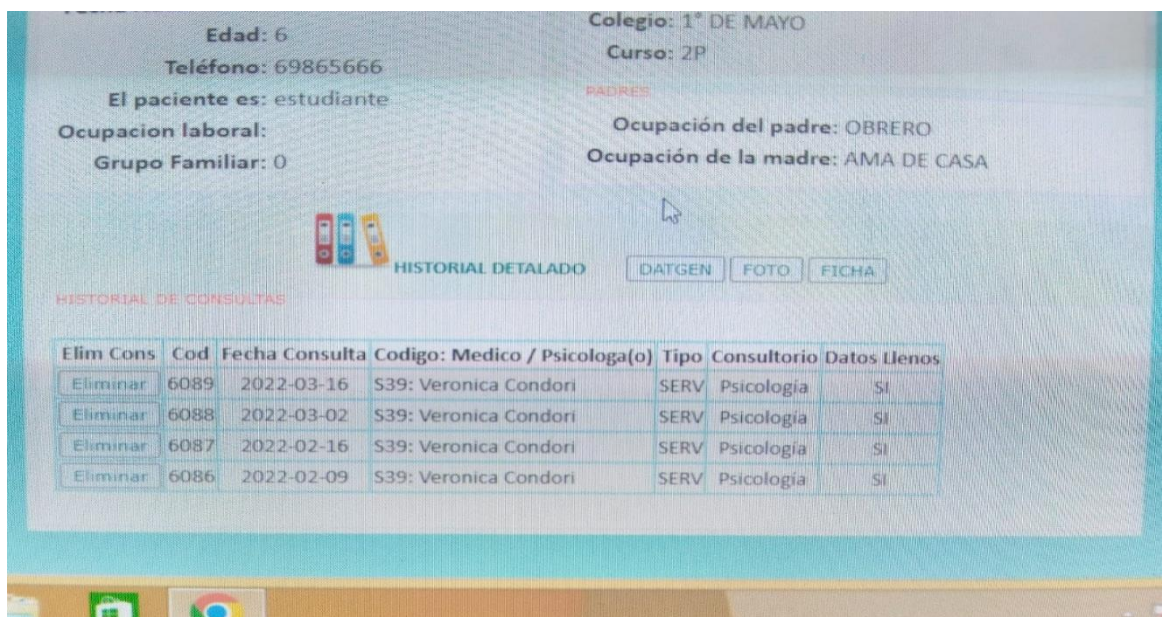 Edad: 6
Teléfono: 69865666
El paciente es: estudiante
Ocupacion laboral:
Grupo Familiar: 0
Colegio: 1° DE MAYO
Curso: 2P
PADRES
Ocupación del padre: OBRERO
Ocupación de la madre: AMA DE CASA
HISTORIAL DETALADO DATGEN FOTO FICHA
HISTORIAL DE CONSULTAS
Elim Cons Cod Fecha Consulta Codigo: Medico / Psicologa(o) Tipo Consultorio Datos Llenos
Eliminar 6089 2022-03-16 S39: Veronica Condori SERV Psicología SI
Eliminar 6088 2022-03-02 S39: Veronica Condori SERV Psicología SI
Eliminar 6087 2022-02-16 S39: Veronica Condori SERV Psicología SI
Eliminar 6086 2022-02-09 S39: Veronica Condori SERV Psicología SI